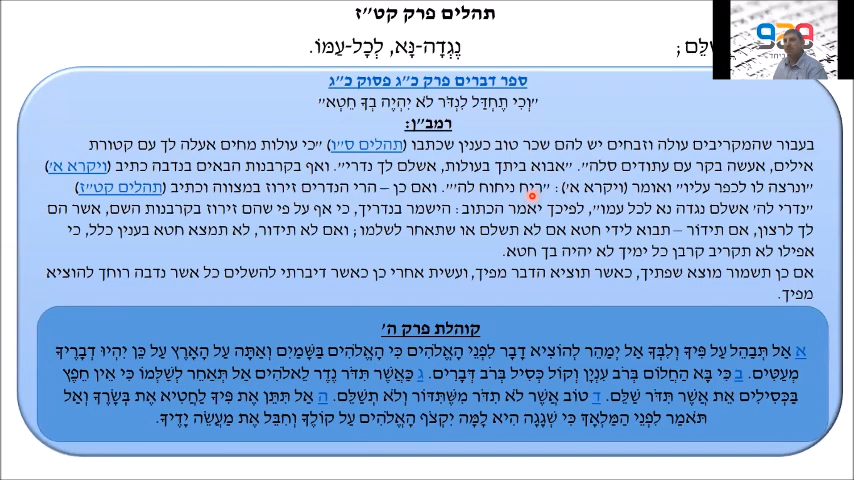 תהלים פרק קט"ז
שַׁלֵּם; נֶגְדָה-נָּא, לְכָל-עַמּוֹ.
929
ביחד
ספר דברים פרק כ"ג פסוק כ"ג
"וְכִי תֶחְדַּל לִנְדֹּר לֹא יִהְיֶה בְךָ חֵטְא"
רמב"ן:
בעבור שהמקריבים עולה וזבחים יש להם שכר טוב כענין שכתבו (תהלים ס"ו) "כי עולות מחים אעלה לך עם קטורת
אילים, אעשה בקר עם עתודים סלה". "אבוא ביתך בעולות, אשלם לך נדרי". ואף בקרבנות הבאים בנדבה כתיב (ויקרא א')
"ונרצה לו לכפר עליו" ואומר (ויקרא א'): "ריח ניחוח לה'". ואם כן – הרי הנדרים זירוז במצווה וכתיב (תהלים קט"ז)
"נדרי לה' אשלם נגדה נא לכל עמו", לפיכך יאמר הכתוב: הישמר בנדריך, כי אף על פי שהם זירוז בקרבנות השם, אשר הם
לך לרצון, אם תידור – תבוא לידי חטא אם לא תשלם או שתאחר לשלמו; ואם לא תידור, לא תמצא חטא בענין כלל, כי
אפילו לא תקריב קרבן כל ימיך לא יהיה בך חטא.
אם כן תשמור מוצא שפתיך, כאשר תוציא הדבר מפיך, ועשית אחרי כן כאשר דיברתי להשלים כל אשר נדבה רוחך להוציא
מפיך.
קוהלת פרק ה'
א אַל תְּבַהֵל עַל פִּיךָ וְלִבְּךָ אַל יְמַהֵר לְהוֹצִיא דָבָר לִפְנֵי הָאֱלֹהִים כִּי הָאֱלֹהִים בַּשָּׁמַיִם וְאַתָּה עַל הָאָרֶץ עַל כֵּן יִהְיוּ דְבָרֶיךָ
מְעַטִּים. ב כִּי בָּא הַחֲלוֹם בְּרֹב עִנְיָן וְקוֹל כְּסִיל בְּרֹב דְּבָרִים. ג כַּאֲשֶׁר תִּדֹּר נֶדֶר לֵאלֹהִים אַל תְּאַחֵר לְשַׁלְּמוֹ כִּי אֵין חֵפֶץ
בַּכְּסִילִים אֵת אֲשֶׁר תִּדֹּר שַׁלֵּם. ד טוֹב אֲשֶׁר לֹא תִדֹּר מִשֶּׁתִּדּוֹר וְלֹא תְשַׁלֵּם. ה אַל תִּתֵּן אֶת פִּיךָ לַחֲטִיא אֶת בְּשָׂרֶךָ וְאַל
תֹּאמַר לִפְנֵי הַמַּלְאָךְ כִּי שְׁגָגָה הִיא לָמָּה יִקְצֹף הָאֱלֹהִים עַל קוֹלֶךָ וְחִבֵּל אֶת מַעֲשֵׂה יָדֶיךָ.